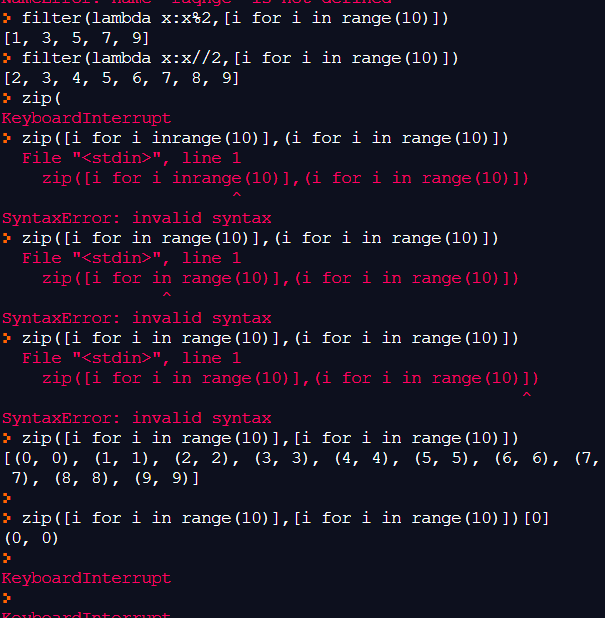 NameError: name 'raqnge' is not defined
> filter(lambda x:x%2,[i for i in range(10)])
[1, 3, 5, 7, 9]
> filter(lambda x:x//2,[i for i in range(10)])
[2, 3, 4, 5, 6, 7, 8, 9]
> zip(
KeyboardInterrupt
> zip([i for i inrange(10)],(i for i in range(10)])
  File "<stdin>", line 1
    zip([i for i inrange(10)],(i for i in range(10)])
                       ^
SyntaxError: invalid syntax
> zip([i for in range(10)],(i for i in range(10)])
  File "<stdin>", line 1
    zip([i for in range(10)],(i for i in range(10)])
                ^
SyntaxError: invalid syntax
> zip([i for i in range(10)],(i for i in range(10)])
  File "<stdin>", line 1
    zip([i for i in range(10)],(i for i in range(10)])
                                                    ^
SyntaxError: invalid syntax
> zip([i for i in range(10)],[i for i in range(10)])
[(0, 0), (1, 1), (2, 2), (3, 3), (4, 4), (5, 5), (6, 6), (7,
 7), (8, 8), (9, 9)]
>
> zip([i for i in range(10)],[i for i in range(10)])[0]
(0, 0)
>
KeyboardInterrupt
>
KeyboardInterrupt